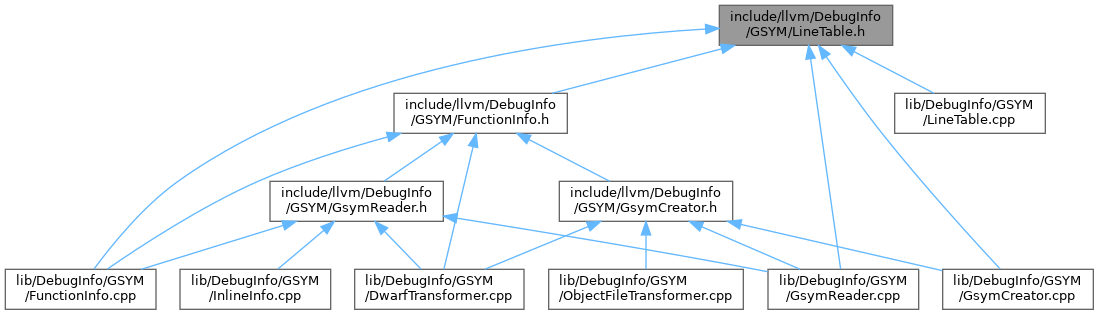 include/llvm/DebugInfo
/GSYM/LineTable.h
include/llvm/DebugInfo
/GSYM/FunctionInfo.h
lib/DebugInfo/GSYM
/LineTable.cpp
include/llvm/DebugInfo
/GSYM/GsymReader.h
include/llvm/DebugInfo
/GSYM/GsymCreator.h
lib/DebugInfo/GSYM
/FunctionInfo.cpp
lib/DebugInfo/GSYM
/InlineInfo.cpp
lib/DebugInfo/GSYM
/DwarfTransformer.cpp
lib/DebugInfo/GSYM
/ObjectFileTransformer.cpp
lib/DebugInfo/GSYM
/GsymReader.cpp
lib/DebugInfo/GSYM
/GsymCreator.cpp